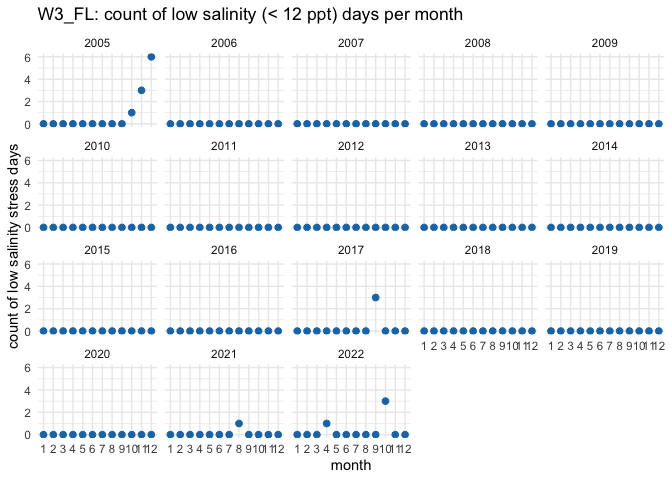 W3_FL: count of low salinity (< 12 ppt) days per month
2005 2006 2007 2008 2009
6
4
2
0
2010 2011 2012 2013 2014
6
4
2
0
count of low salinity stress days
2015 2016 2017 2018 2019
6
4
2
0
1 2 3 4 5 6 7 8 9 10 11 12 1 2 3 4 5 6 7 8 9 10 11 12
2020 2021 2022
6
4
2
0
1 2 3 4 5 6 7 8 9 10 11 12 1 2 3 4 5 6 7 8 9 10 11 12 1 2 3 4 5 6 7 8 9 10 11 12
month